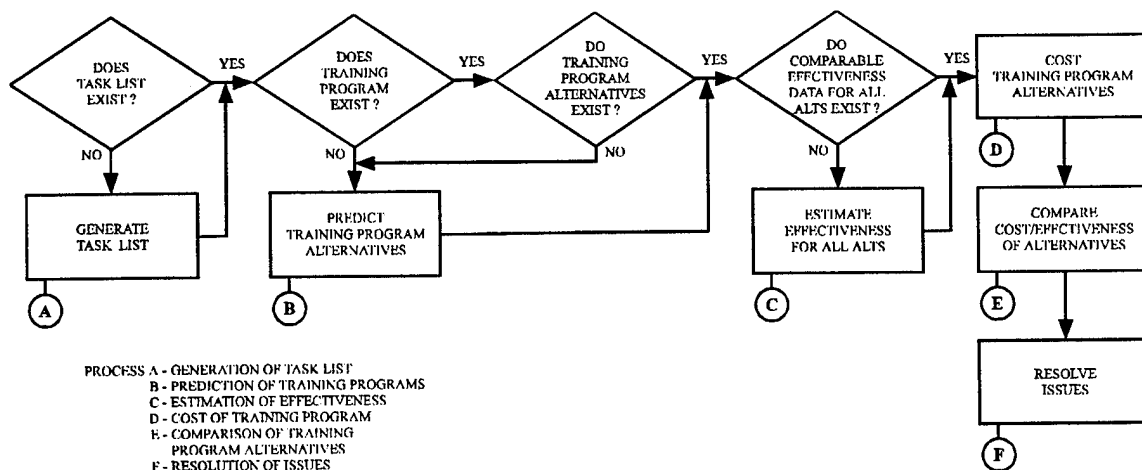 DOES
TASK LIST
EXIST ?
YES
NO
GENERATE
TASK LIST
A
DOES
TRAINING
PROGRAM
EXIST ?
YES
NO
PREDICT
TRAINING PROGRAM
ALTERNATIVES
B
DO
TRAINING
PROGRAM
ALTERNATIVES
EXIST ?
YES
NO
DO
COMPARABLE
EFFECTIVENESS
DATA FOR ALL
ALTS EXIST ?
YES
NO
ESTIMATE
EFFECTIVENESS
FOR ALL ALTS
C
COST
TRAINING PROGRAM
ALTERNATIVES
D
COMPARE
COST/EFFECTIVENESS
OF ALTERNATIVES
E
RESOLVE
ISSUES
F
PROCESS A - GENERATION OF TASK LIST
B - PREDICTION OF TRAINING PROGRAMS
C - ESTIMATION OF EFFECTIVENESS
D - COST OF TRAINING PROGRAM
E - COMPARISON OF TRAINING
PROGRAM ALTERNATIVES
F - RESOLUTION OF ISSUES